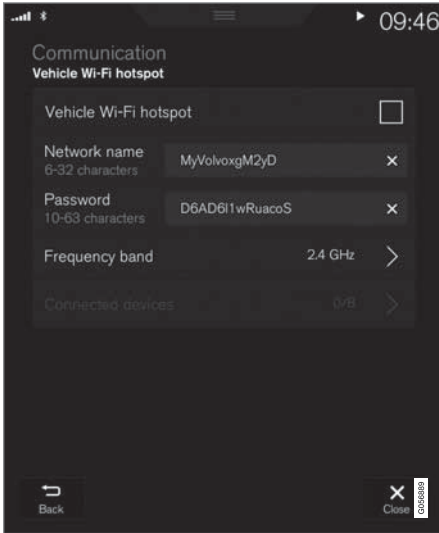 09:46
Communication
Vehicle Wi-Fi hotspot
Vehicle Wi-Fi hotspot
Network name
6-32 characters
MyVolvoxgM2yD
Password
10-63 characters
D6AD6I1wRuacoS
Frequency band
2.4 GHz
Connected devices
0/8
Back
Close
G056889